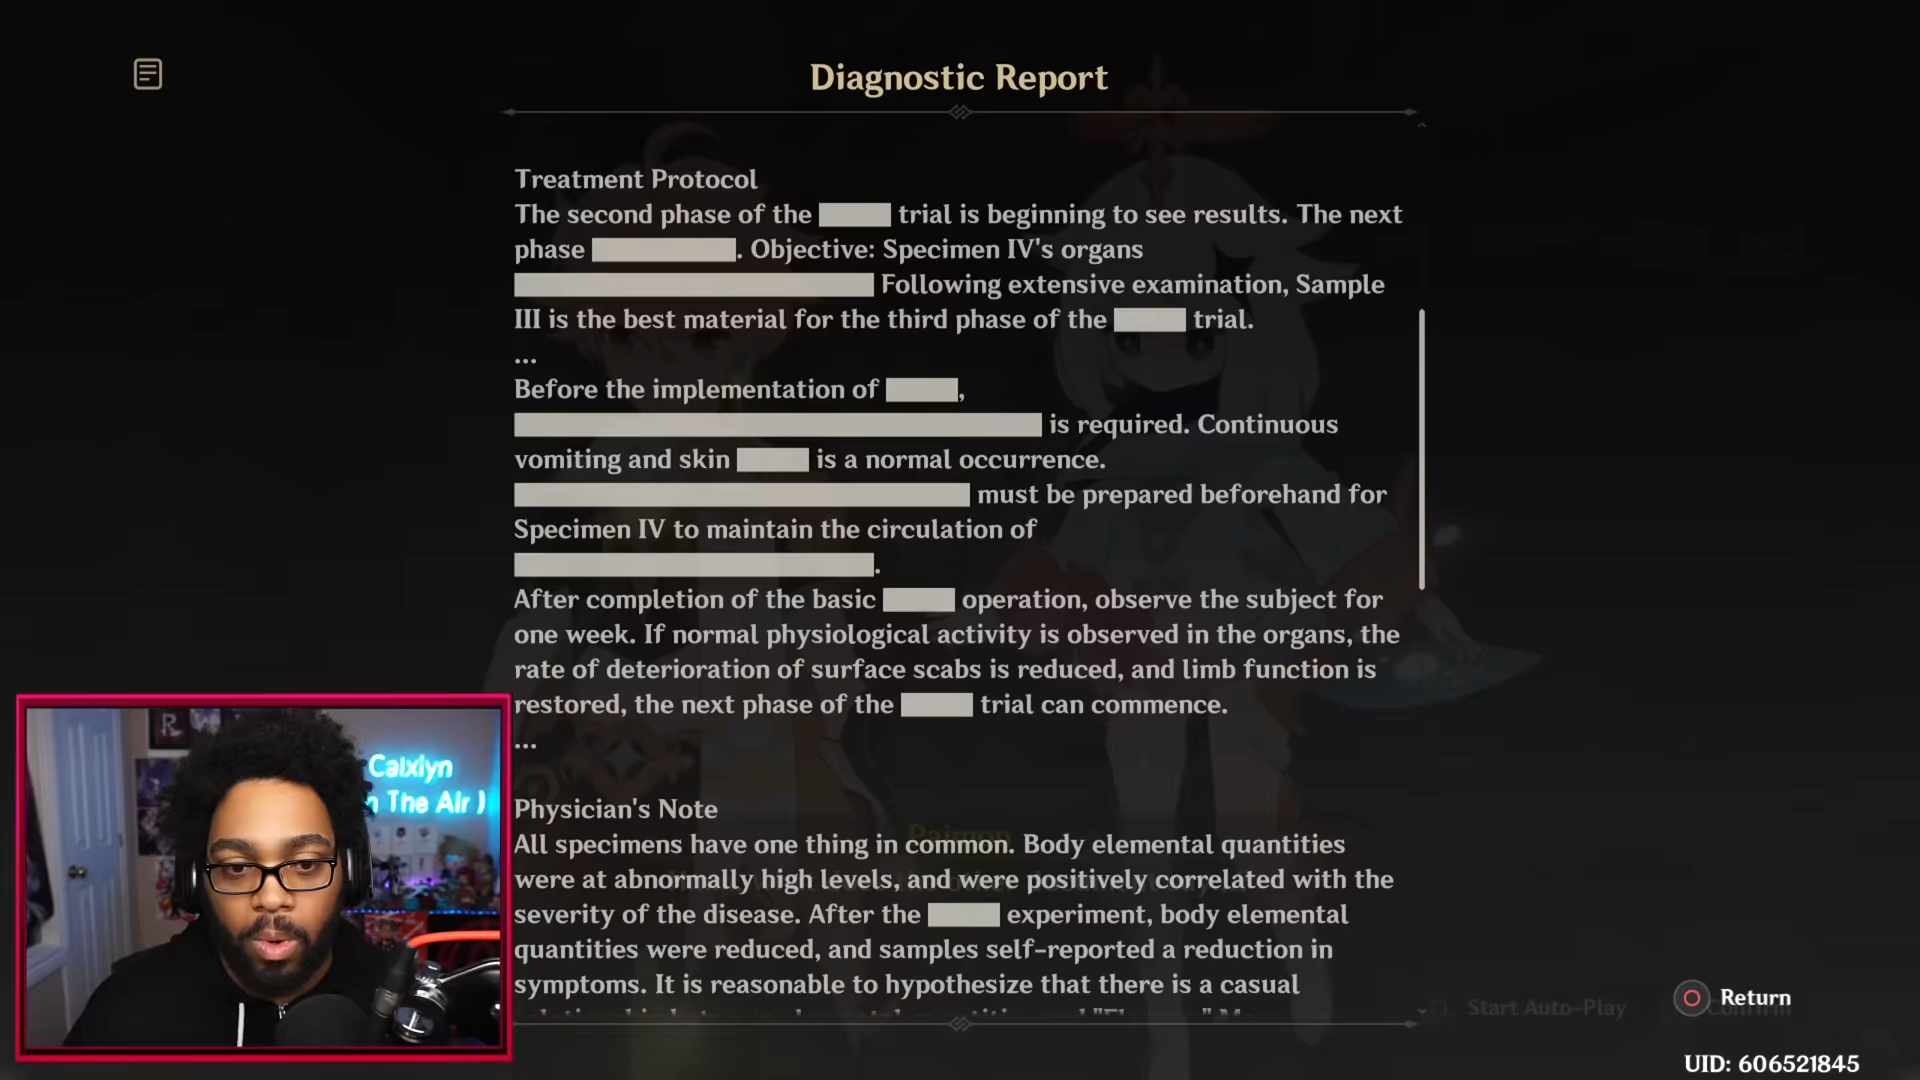 Diagnostic Report
Treatment Protocol
The second phase of the trial is beginning to see results. The next
phase . Objective: Specimen IV's organs
Following extensive examination, Sample
III is the best material for the third phase of the trial.
...
Before the implementation of ,
is required. Continuous
vomiting and skin is a normal occurrence.
must be prepared beforehand for
Specimen IV to maintain the circulation of
.
After completion of the basic operation, observe the subject for
one week. If normal physiological activity is observed in the organs, the
rate of deterioration of surface scabs is reduced, and limb function is
restored, the next phase of the trial can commence.
...
Physician's Note
All specimens have one thing in common. Body elemental quantities
were at abnormally high levels, and were positively correlated with the
severity of the disease. After the experiment, body elemental
quantities were reduced, and samples self-reported a reduction in
symptoms. It is reasonable to hypothesize that there is a casual
Paimon
Calxiyn
The Air )
R
Start Auto-Play
Return
Confirm
UID: 606521845